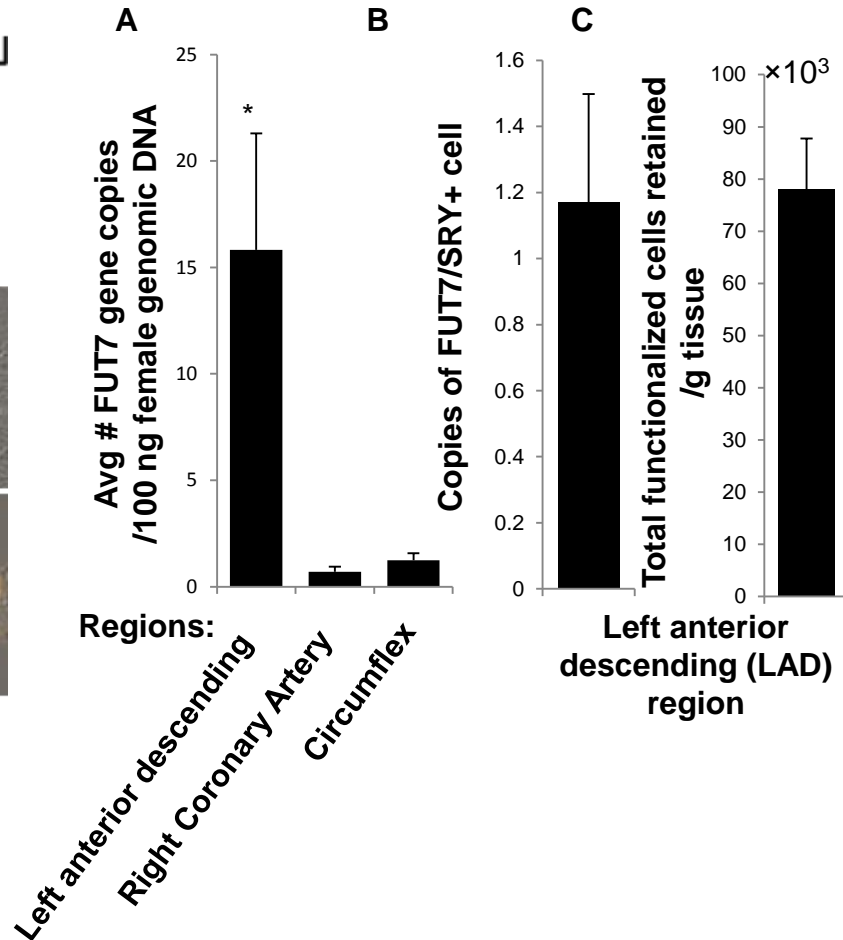 A
B
C
Avg # FUT7 gene copies
/100 ng female genomic DNA
25
20
15
10
5
0
*
Regions:
Left anterior descending
Right Coronary Artery
Circumflex
Copies of FUT7/SRY+ cell
1.6
1.4
1.2
1
0.8
0.6
0.4
0.2
0
Total functionalized cells retained
/g tissue
×10³
100
90
80
70
60
50
40
30
20
10
0
Left anterior
descending (LAD)
region